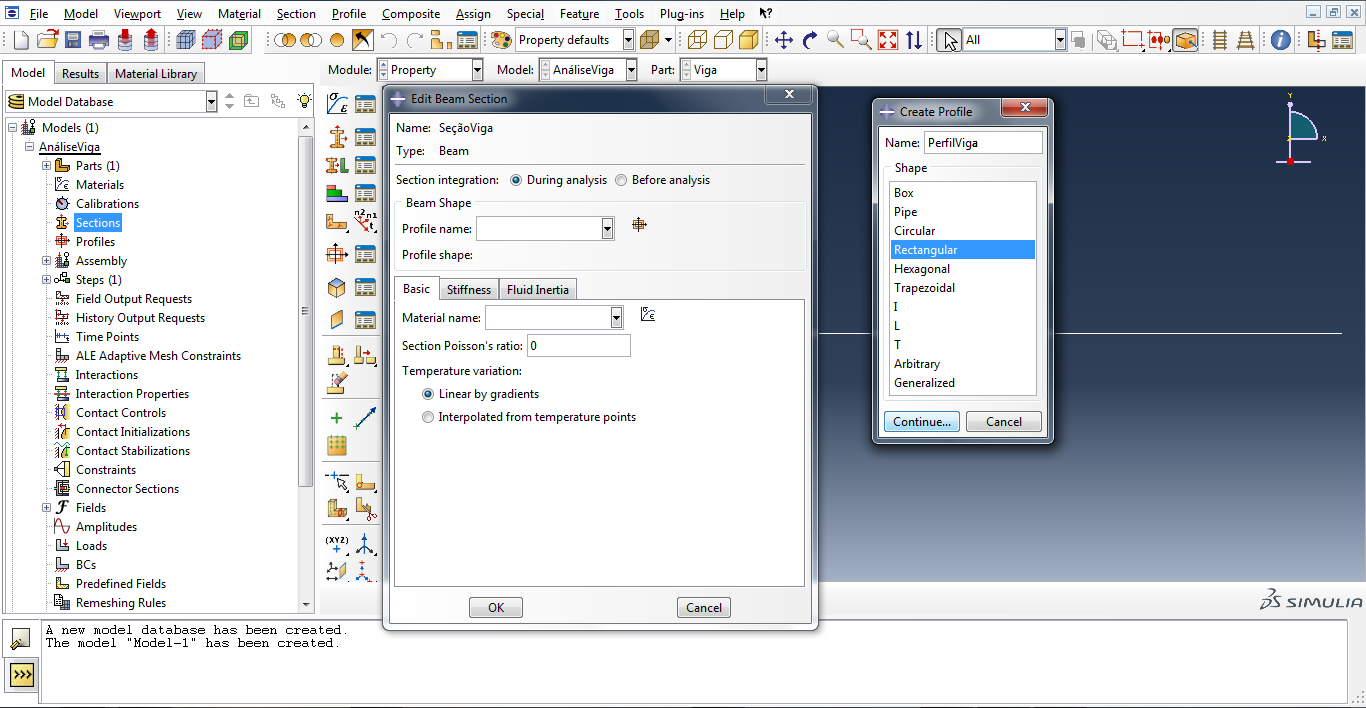 File Model Viewport View Material Section Profile Composite Assign Special Feature Tools Plug-ins Help
Property defaults All
Model Results Material Library
Module: Property Model: AnáliseViga Part: Viga
Model Database
Models (1)
AnáliseViga
Parts (1)
Materials
Calibrations
Sections
Profiles
Assembly
Steps (1)
Field Output Requests
History Output Requests
Time Points
ALE Adaptive Mesh Constraints
Interactions
Interaction Properties
Contact Controls
Contact Initializations
Contact Stabilizations
Constraints
Connector Sections
Fields
Amplitudes
Loads
BCs
Predefined Fields
Remeshing Rules
(XYZ)
Edit Beam Section
Name: SeçãoViga
Type: Beam
Section integration: During analysis Before analysis
Beam Shape
Profile name:
Profile shape:
Basic Stiffness Fluid Inertia
Material name:
Section Poisson's ratio: 0
Temperature variation:
Linear by gradients
Interpolated from temperature points
OK Cancel
Create Profile
Name: PerfilViga
Shape
Box
Pipe
Circular
Rectangular
Hexagonal
Trapezoidal
I
L
T
Arbitrary
Generalized
Continue... Cancel
Y
X
Z
SIMULIA
A new model database has been created.
The model "Model-1" has been created.
>>>